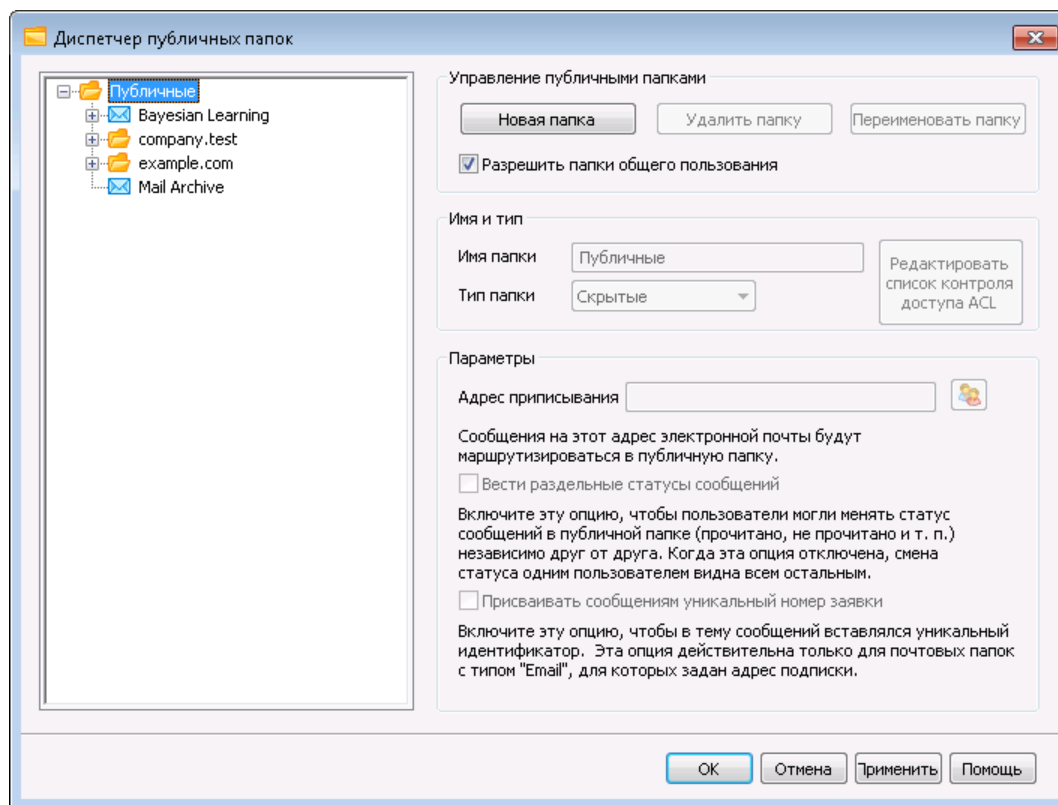 Диспетчер публичных папок
Публичные
Bayesian Learning
company.test
example.com
Mail Archive
Управление публичными папками
Новая папка
Удалить папку
Переименовать папку
Разрешить папки общего пользования
Имя и тип
Имя папки
Публичные
Тип папки
Скрытые
Редактировать
список контроля
доступа ACL
Параметры
Адрес приписывания
Сообщения на этот адрес электронной почты будут
маршрутизироваться в публичную папку.
Вести раздельные статусы сообщений
Включите эту опцию, чтобы пользователи могли менять статус
сообщений в публичной папке (прочитано, не прочитано и т. п.)
независимо друг от друга. Когда эта опция отключена, смена
статуса одним пользователем видна всем остальным.
Присваивать сообщениям уникальный номер заявки
Включите эту опцию, чтобы в тему сообщений вставлялся уникальный
идентификатор.  Эта опция действительна только для почтовых папок
с типом "Email", для которых задан адрес подписки.
OK
Отмена
Применить
Помощь